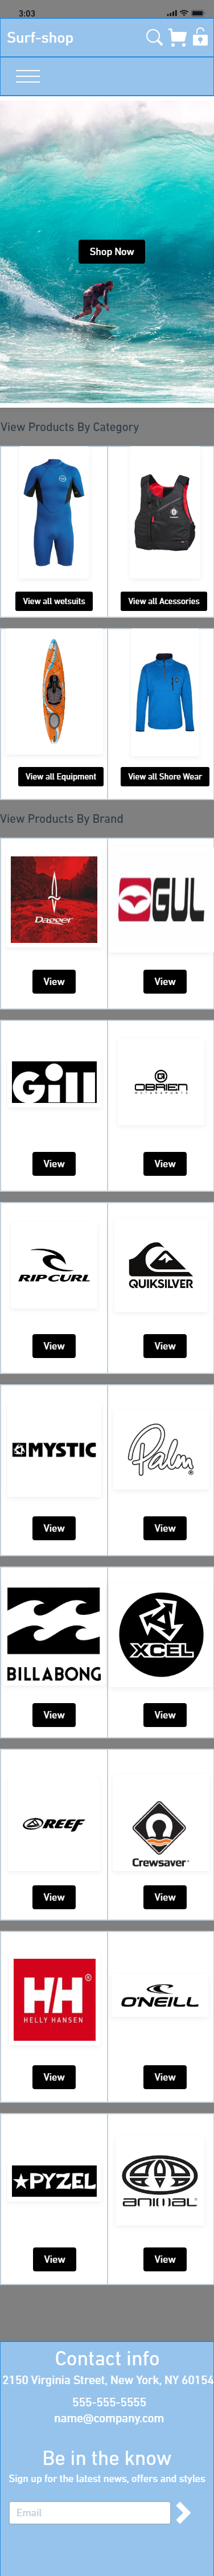 3:03
Surf-shop
Shop Now
View Products By Category
View all wetsuits
View all Acessories
View all Equipment
View all Shore Wear
View Products By Brand
Dagger
GUL
View
View
Gill
OBRIEN
WATERSPORTS
View
View
RIP CURL
QUIKSILVER
View
View
MYSTIC
Palm
View
View
BILLABONG
XCEL
View
View
REEF
Crewsaver
View
View
HH
HELLY HANSEN
O'NEILL
View
View
PYZEL
animal
View
View
Contact info
2150 Virginia Street, New York, NY 60154
555-555-5555
name@company.com
Be in the know
Sign up for the latest news, offers and styles
Email